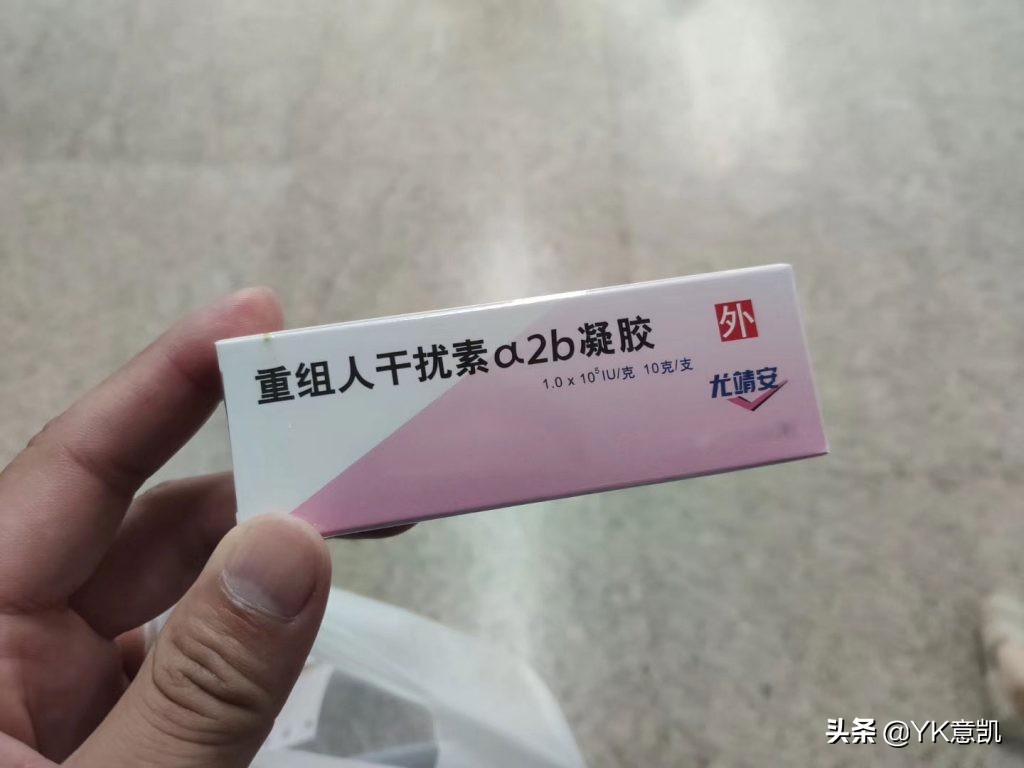 重组人干扰素α2b凝胶
外
1.0 x 10⁵IU/克 10克/支
尤靖安
头条 @YK意凯